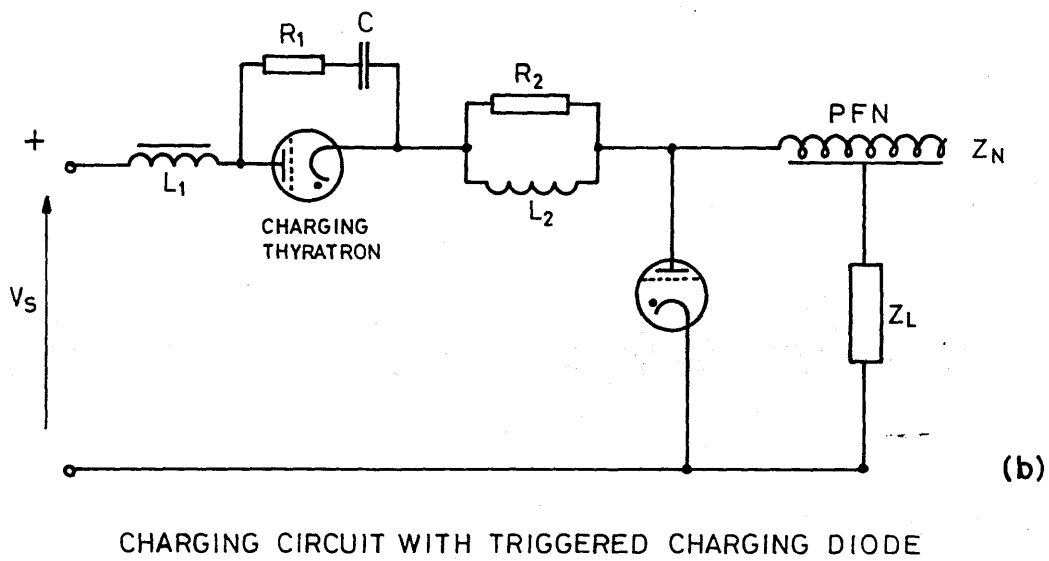 R1
C
R2
PFN
ZN
+
L1
CHARGING
THYRATRON
L2
VS
ZL
(b)
CHARGING CIRCUIT WITH TRIGGERED CHARGING DIODE